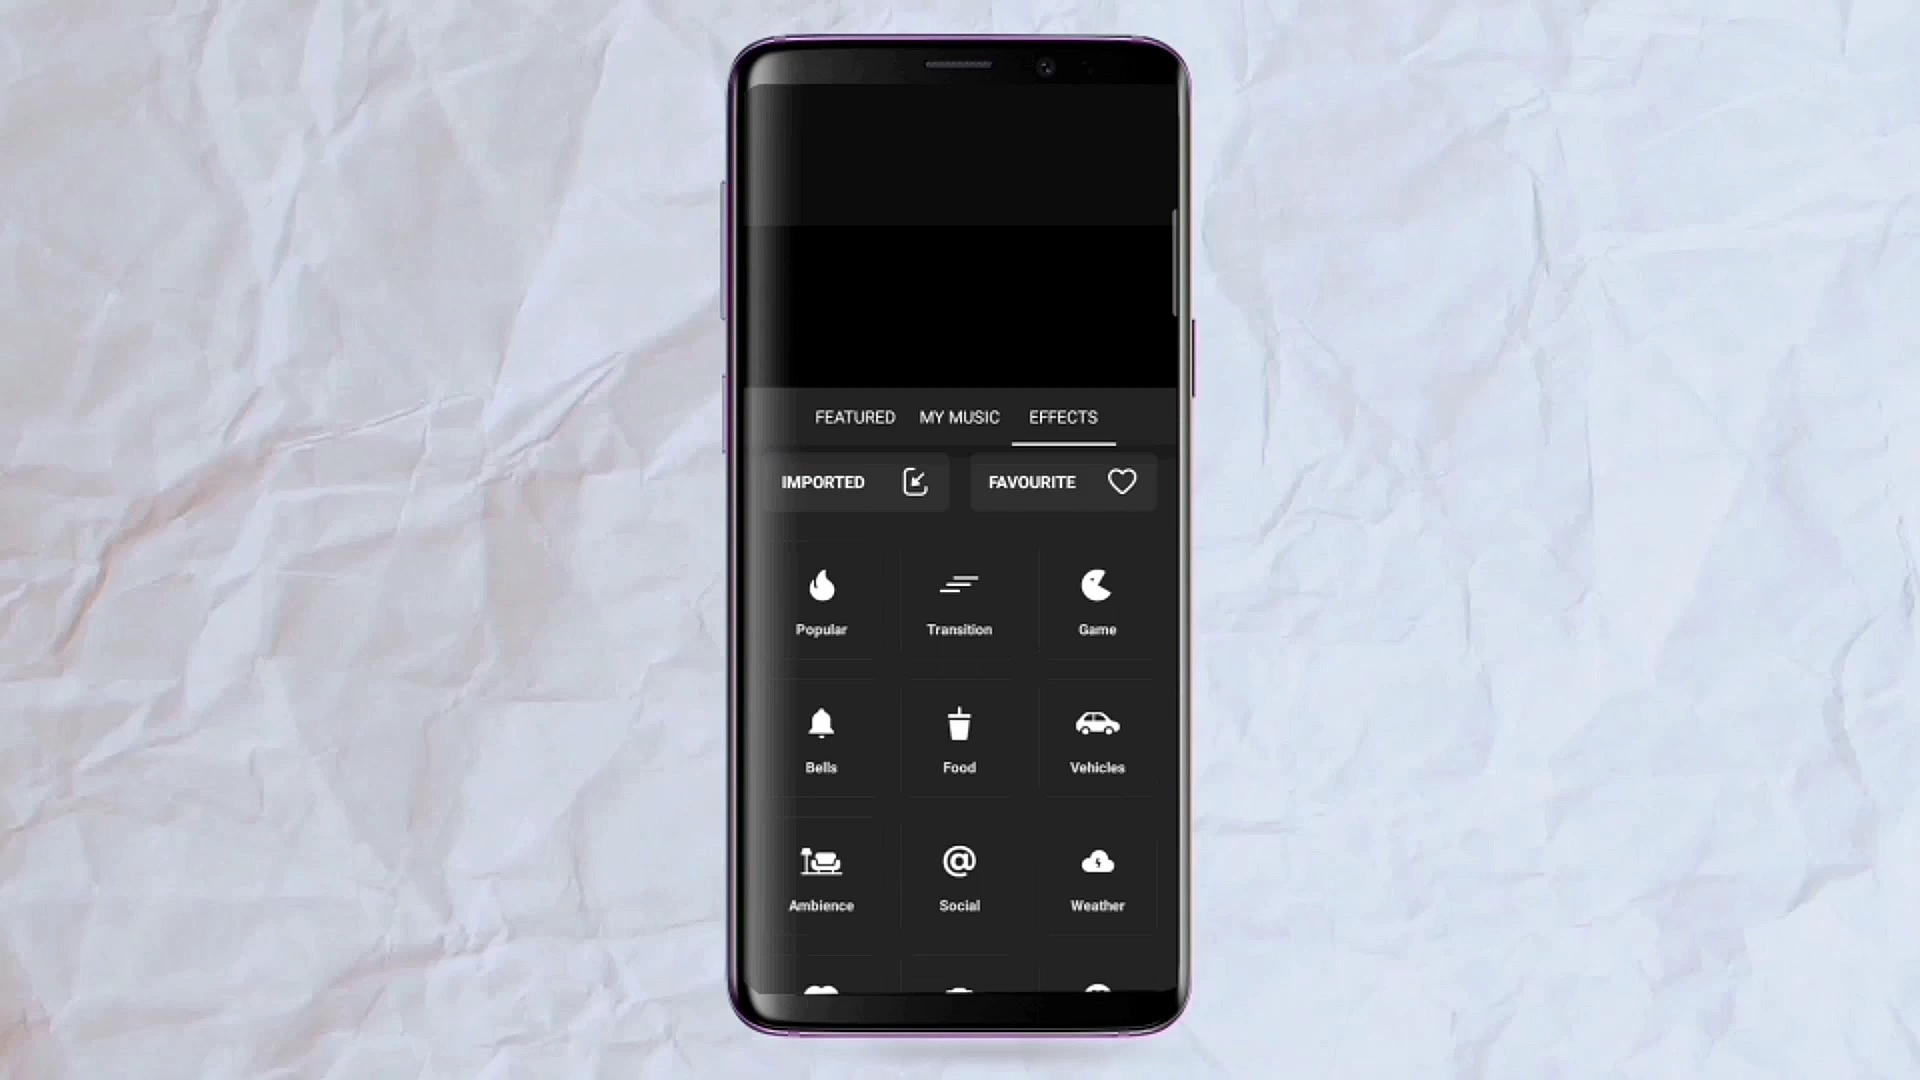 FEATURED MY MUSIC EFFECTS
IMPORTED FAVOURITE
Popular Transition Game
Bells Food Vehicles
Ambience Social Weather